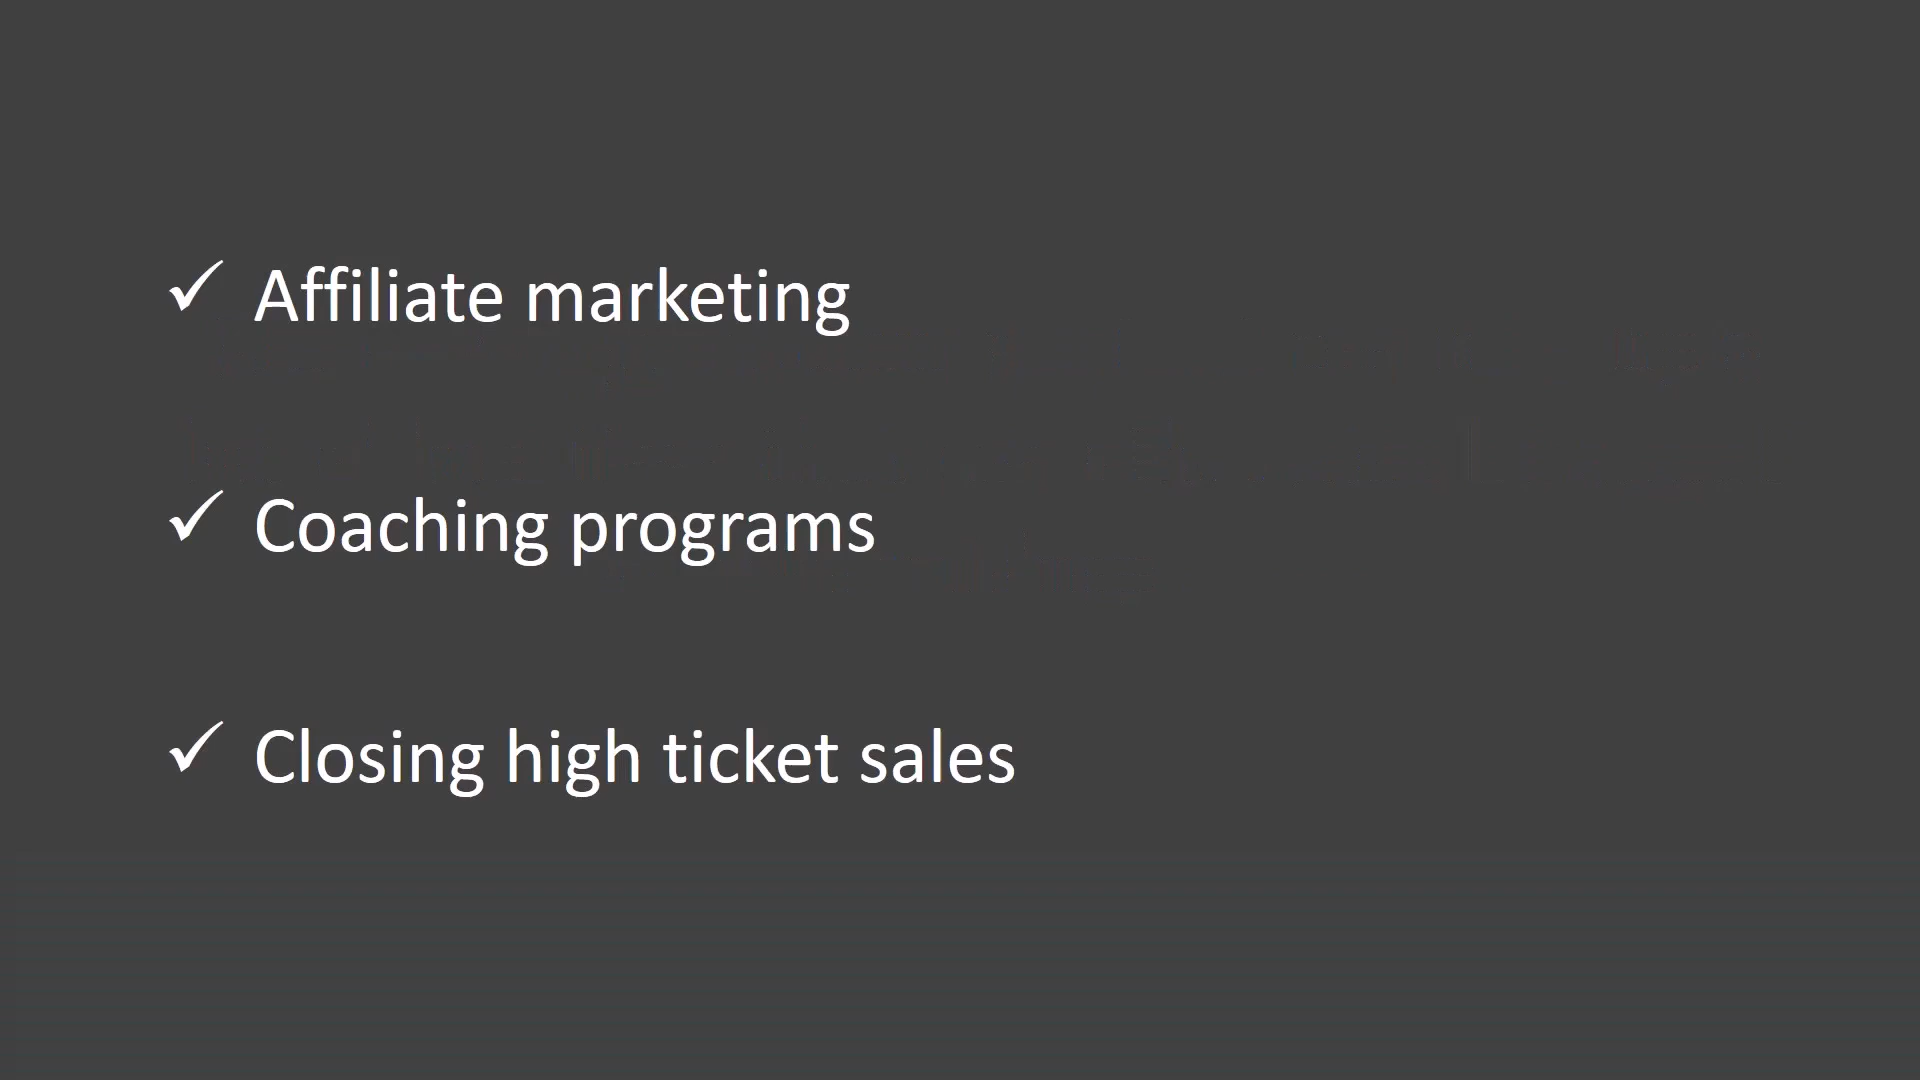 ✓ Affiliate marketing
✓ Coaching programs
✓ Closing high ticket sales